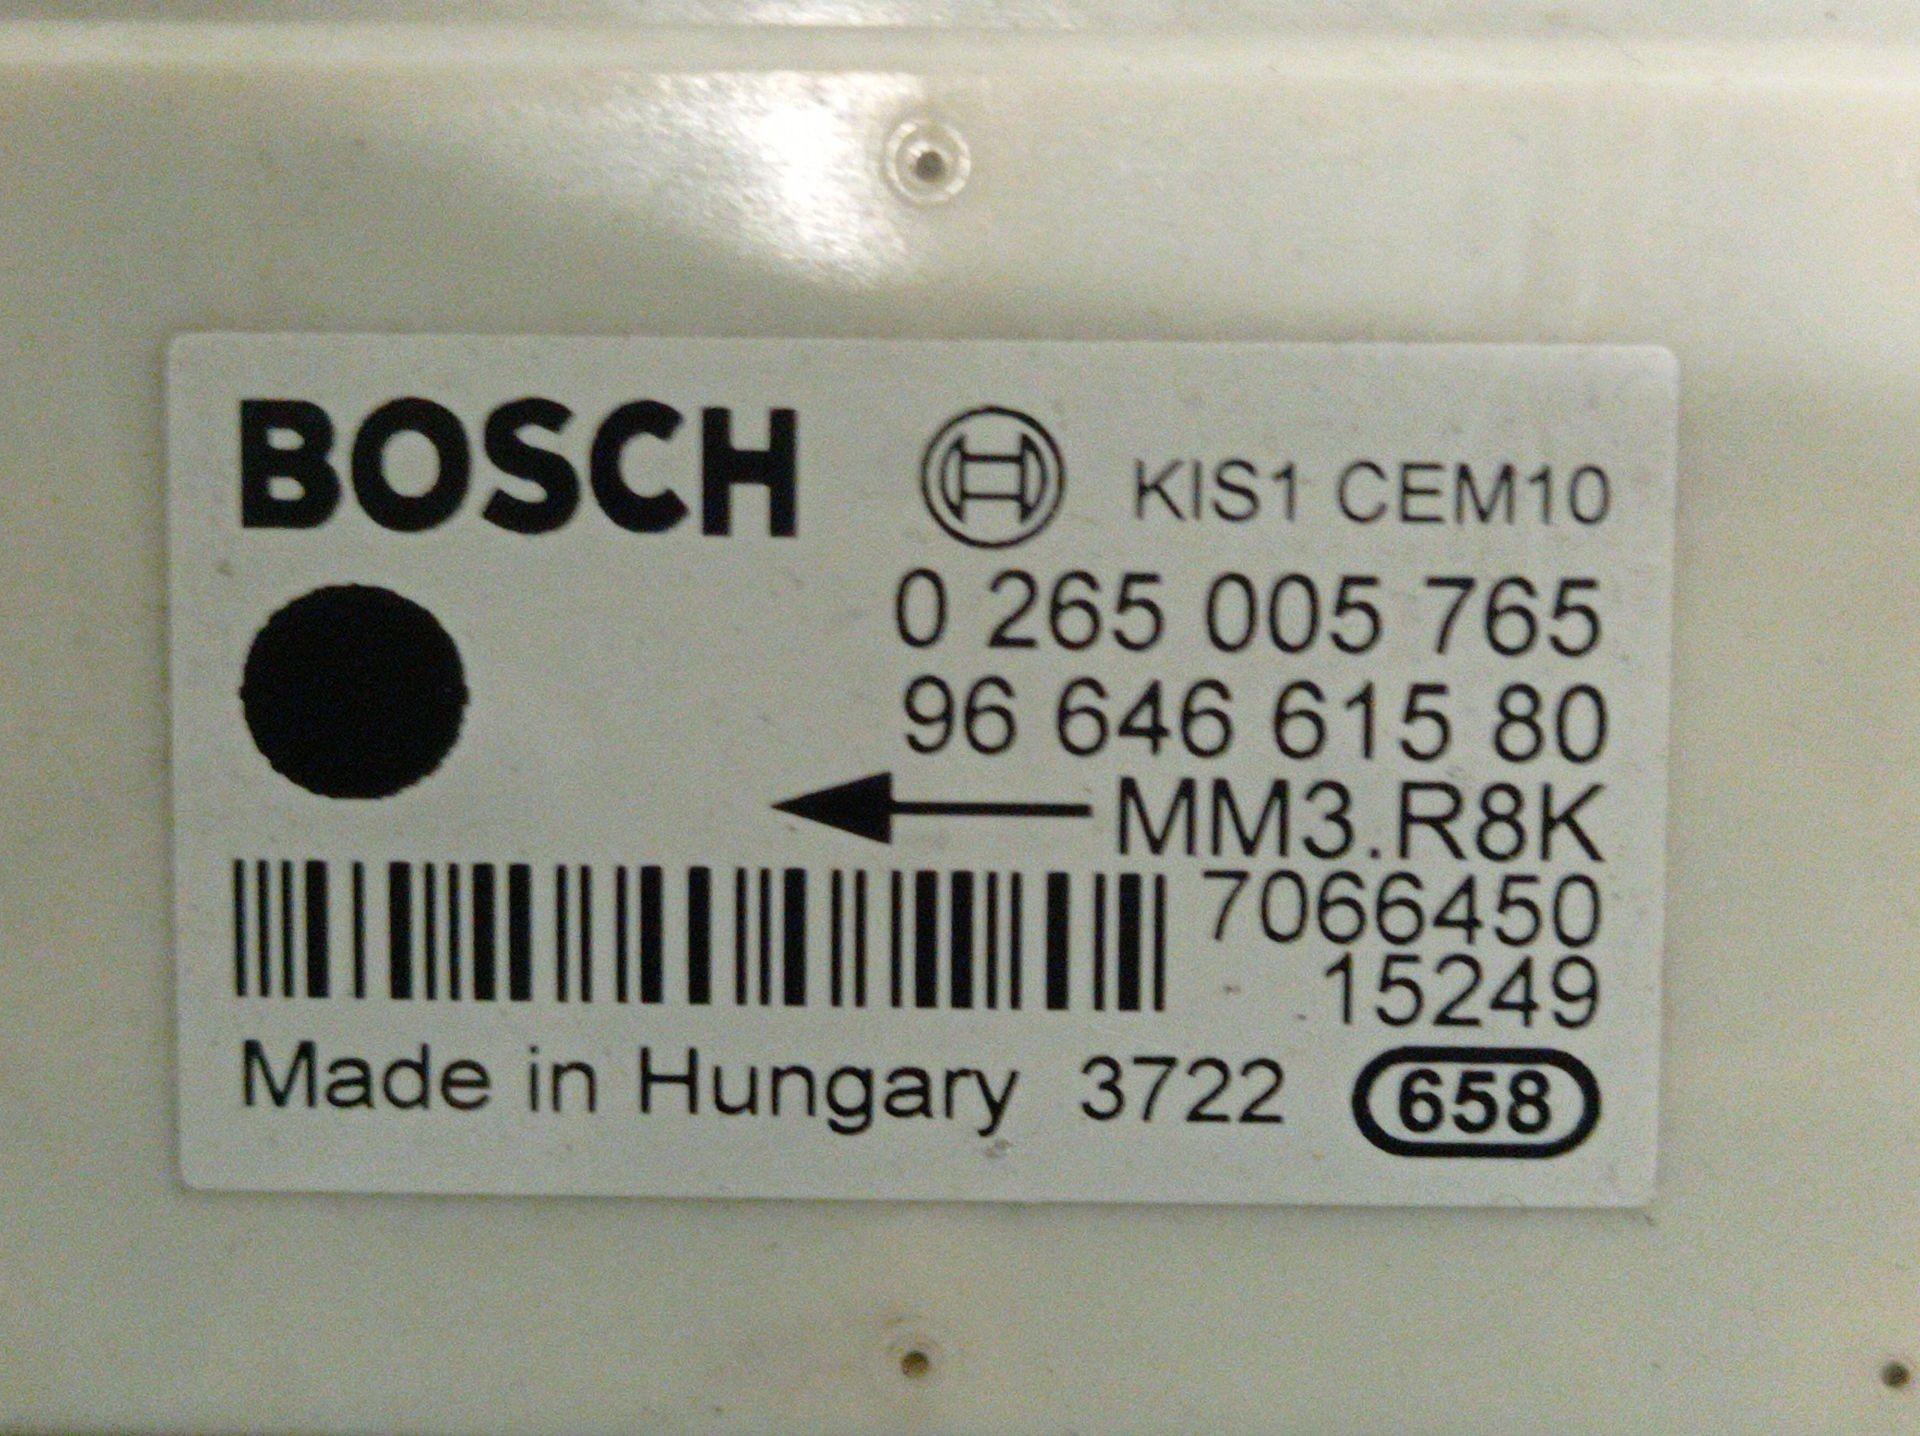 BOSCH KIS1 CEM10
0 265 005 765
96 646 615 80
MM3.R8K
7066450
15249
Made in Hungary 3722 658